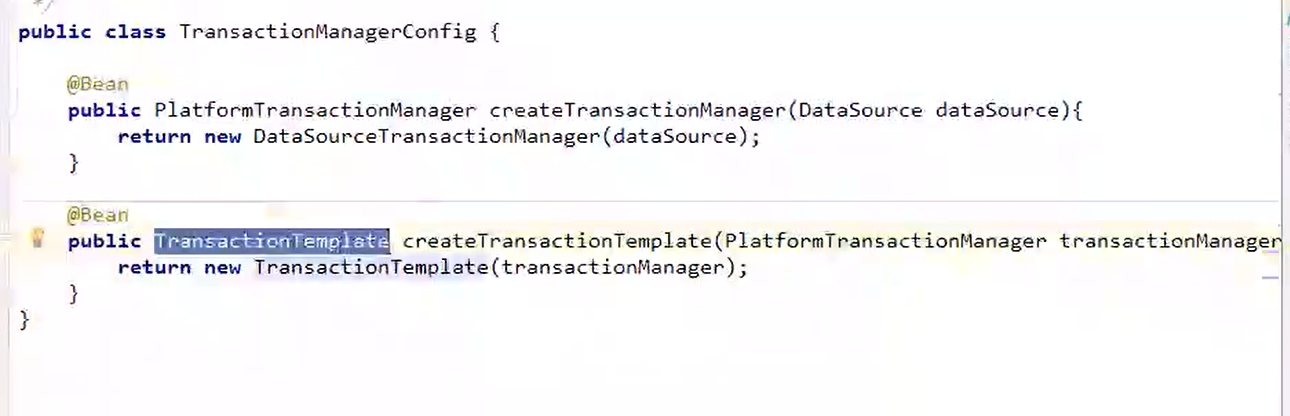 */
public class TransactionManagerConfig {
@Bean
public PlatformTransactionManager createTransactionManager(DataSource dataSource){
return new DataSourceTransactionManager(dataSource);
}
@Bean
public TransactionTemplate createTransactionTemplate(PlatformTransactionManager transactionManager
return new TransactionTemplate(transactionManager);
}
}